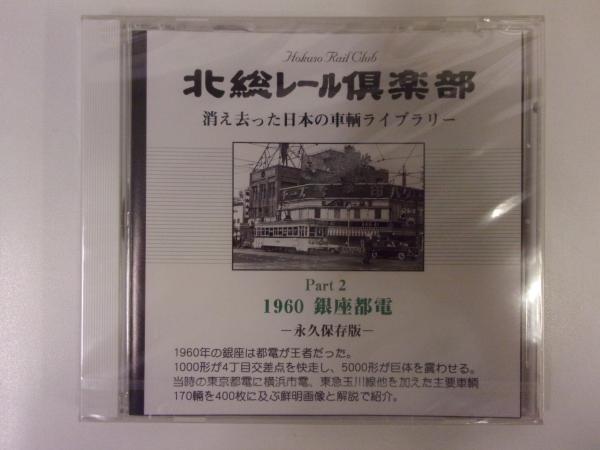 Hokuso Rail Club
北総レール倶楽部
消え去った日本の車輌ライブラリー
Part 2
1960 銀座都電
－永久保存版－
1960年の銀座は都電が王者だった。
1000形が4丁目交差点を快走し、5000形が巨体を震わせる。
当時の東京都電に横浜市電、東急玉川線他を加えた主要車輌
170輛を400枚に及ぶ鮮明画像と解説で紹介。